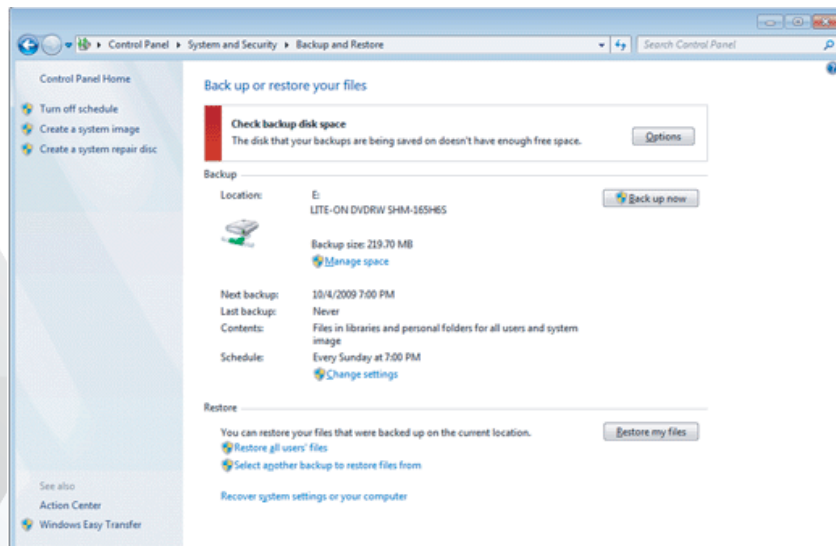 Control Panel ▸ System and Security ▸ Backup and Restore
Search Control Panel
Control Panel Home
Turn off schedule
Create a system image
Create a system repair disc
Back up or restore your files
Check backup disk space
The disk that your backups are being saved on doesn't have enough free space.
Options
Backup
Location: E:
LITE-ON DVDRW SHM-165H6S
Back up now
Backup size: 219.70 MB
Manage space
Next backup: 10/4/2009 7:00 PM
Last backup: Never
Contents: Files in libraries and personal folders for all users and system
image
Schedule: Every Sunday at 7:00 PM
Change settings
Restore
You can restore your files that were backed up on the current location.
Restore my files
Restore all users' files
Select another backup to restore files from
Recover system settings or your computer
See also
Action Center
Windows Easy Transfer